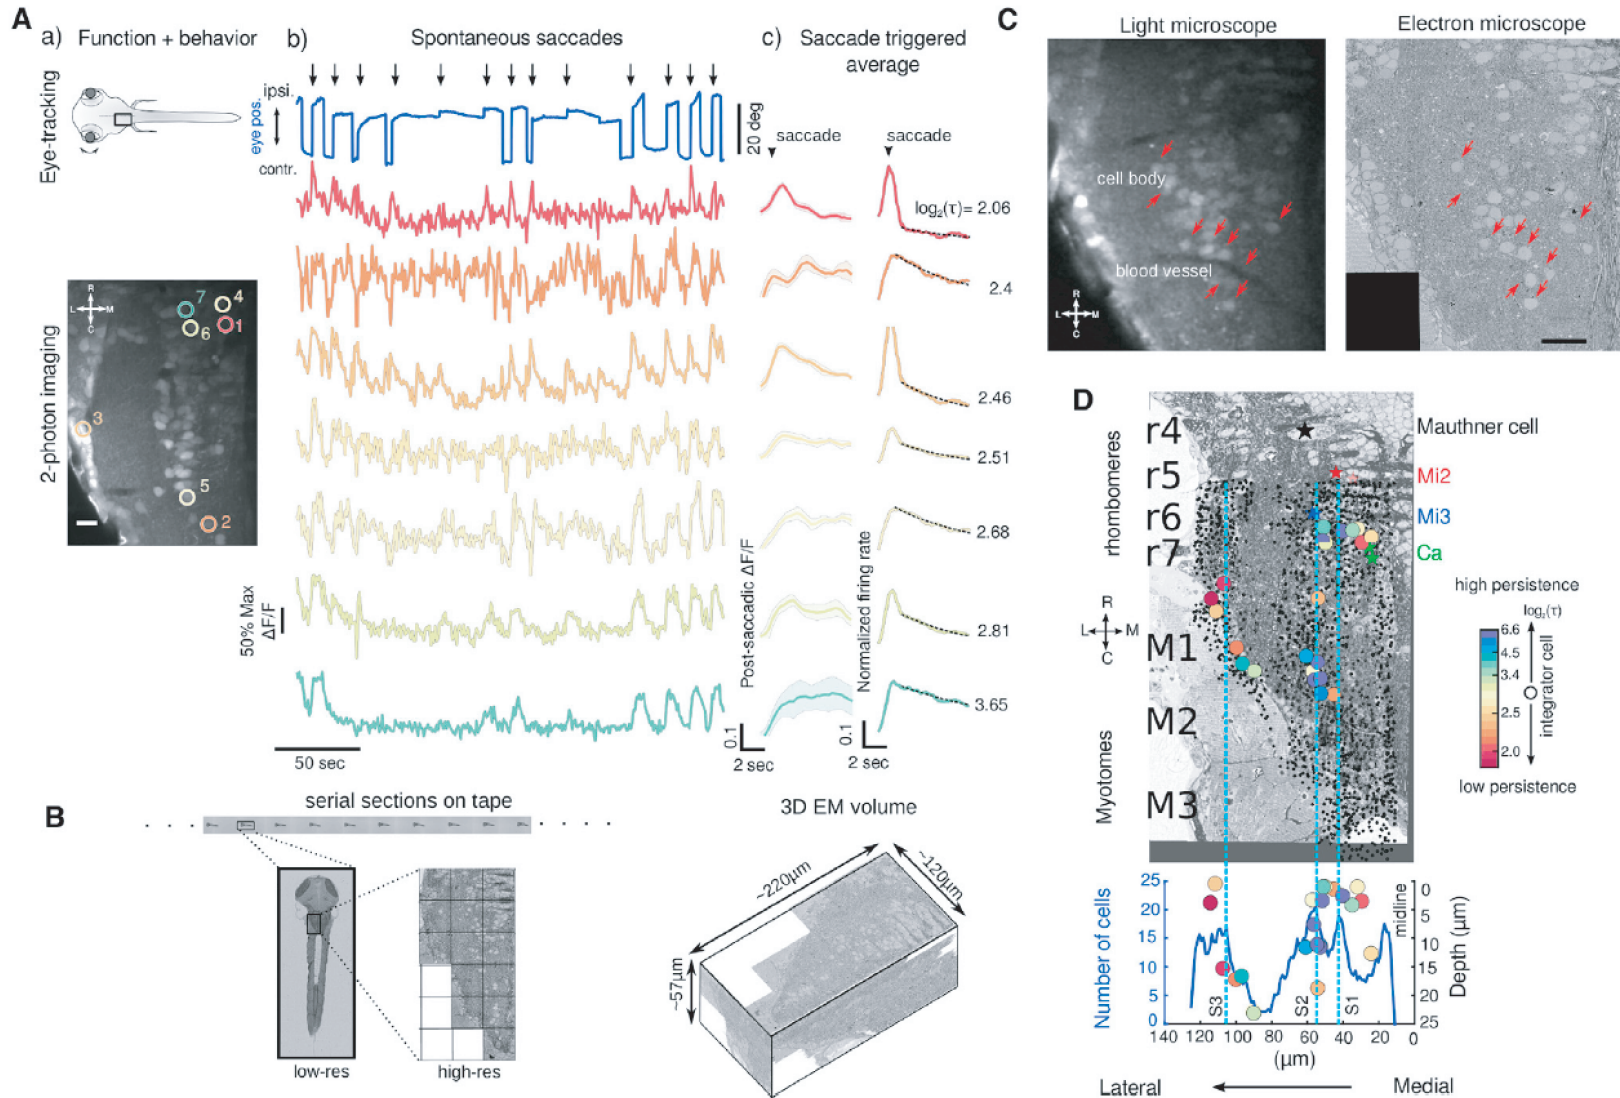 A
a) Function + behavior
b) Spontaneous saccades
c) Saccade triggered
average
Eye-tracking
eye pos.
ipsi.
contr.
20 deg
saccade
saccade
log₂(τ)= 2.06
2.4
2.46
2.51
2.68
2.81
3.65
2-photon imaging
R
L M
C
7
4
6
1
3
5
2
50% Max
ΔF/F
50 sec
Post-saccadic ΔF/F
0.1
2 sec
Normalized firing rate
0.1
2 sec
B
serial sections on tape
low-res
high-res
3D EM volume
~220µm
~120µm
~57µm
C
Light microscope
Electron microscope
cell body
blood vessel
R
L M
C
D
rhombomeres
r4
r5
r6
r7
Myotomes
M1
M2
M3
R
L M
C
Mauthner cell
Mi2
Mi3
Ca
high persistence
log₂(τ)
6.6
4.5
3.4
2.5
2.0
integrator cell
low persistence
Number of cells
25
20
15
10
5
0
S3
S2
S1
midline
0
5
10
15
20
25
Depth (µm)
140 120 100 80 60 40 20 0
(µm)
Lateral
Medial